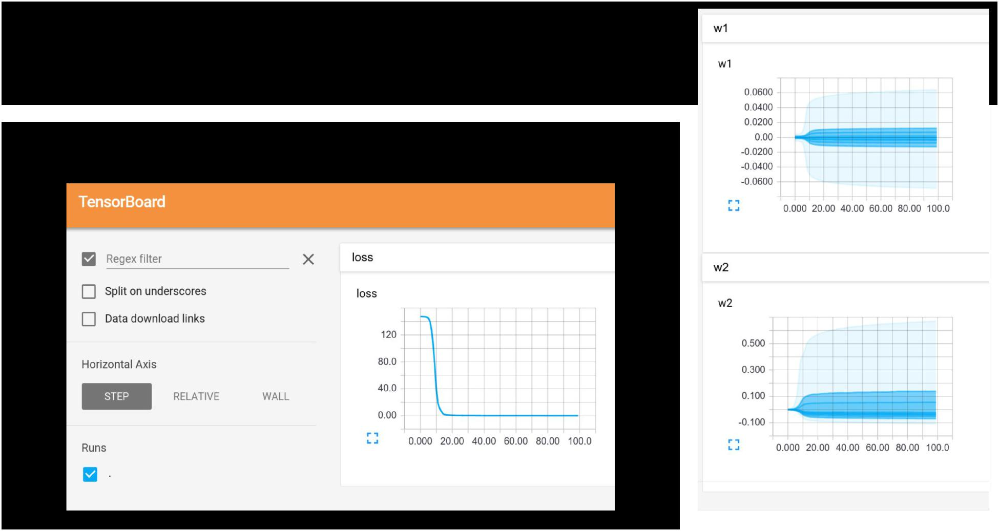 TensorBoard
Regex filter
Split on underscores
Data download links
Horizontal Axis
STEP RELATIVE WALL
Runs
.
loss
loss
120
80.0
40.0
0.00
0.000 20.00 40.00 60.00 80.00 100.0
w1
w1
0.0600
0.0400
0.0200
0.00
-0.0200
-0.0400
-0.0600
0.000 20.00 40.00 60.00 80.00 100.0
w2
w2
0.500
0.300
0.100
-0.100
0.000 20.00 40.00 60.00 80.00 100.0